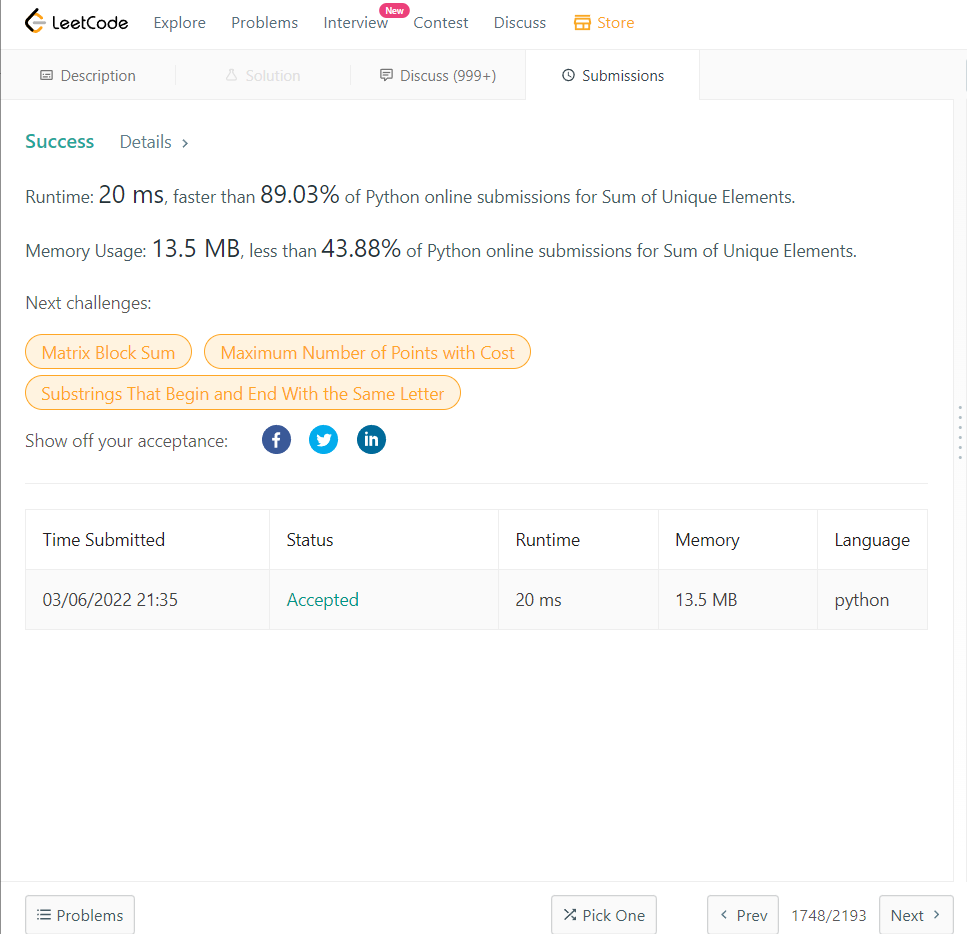 LeetCode Explore Problems Interview New Contest Discuss Store
Description Solution Discuss (999+) Submissions
Success Details >
Runtime: 20 ms, faster than 89.03% of Python online submissions for Sum of Unique Elements.
Memory Usage: 13.5 MB, less than 43.88% of Python online submissions for Sum of Unique Elements.
Next challenges:
Matrix Block Sum Maximum Number of Points with Cost
Substrings That Begin and End With the Same Letter
Show off your acceptance: f in
Time Submitted Status Runtime Memory Language
03/06/2022 21:35 Accepted 20 ms 13.5 MB python
Problems Pick One < Prev 1748/2193 Next >